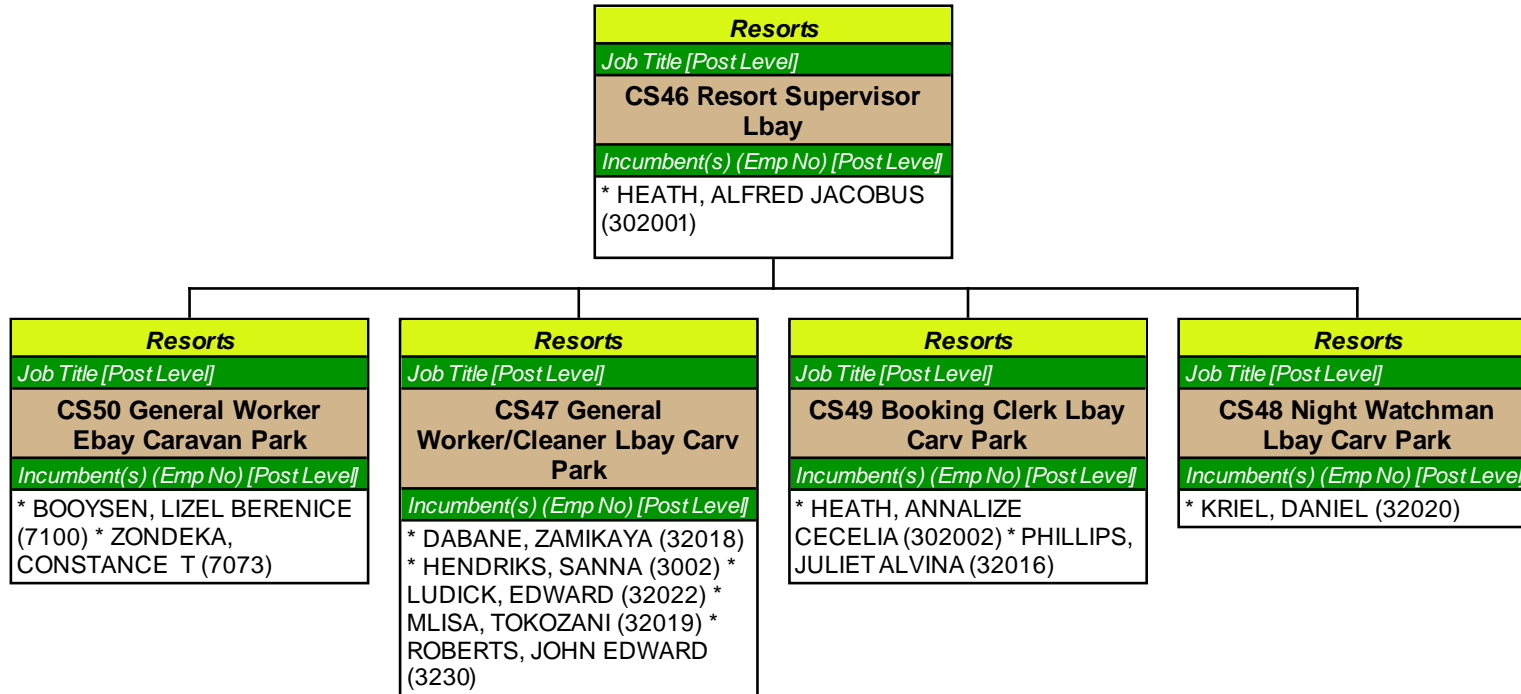 Resorts
Job Title [Post Level]
CS46 Resort Supervisor
Lbay
Incumbent(s) (Emp No) [Post Level]
* HEATH, ALFRED JACOBUS
(302001)
Resorts
Job Title [Post Level]
CS50 General Worker
Ebay Caravan Park
Incumbent(s) (Emp No) [Post Level]
* BOOYSEN, LIZEL BERENICE
(7100) * ZONDEKA,
CONSTANCE T (7073)
Resorts
Job Title [Post Level]
CS47 General
Worker/Cleaner Lbay Carv
Park
Incumbent(s) (Emp No) [Post Level]
* DABANE, ZAMIKAYA (32018)
* HENDRIKS, SANNA (3002) *
LUDICK, EDWARD (32022) *
MLISA, TOKOZANI (32019) *
ROBERTS, JOHN EDWARD
(3230)
Resorts
Job Title [Post Level]
CS49 Booking Clerk Lbay
Carv Park
Incumbent(s) (Emp No) [Post Level]
* HEATH, ANNALIZE
CECELIA (302002) * PHILLIPS,
JULIET ALVINA (32016)
Resorts
Job Title [Post Level]
CS48 Night Watchman
Lbay Carv Park
Incumbent(s) (Emp No) [Post Level]
* KRIEL, DANIEL (32020)